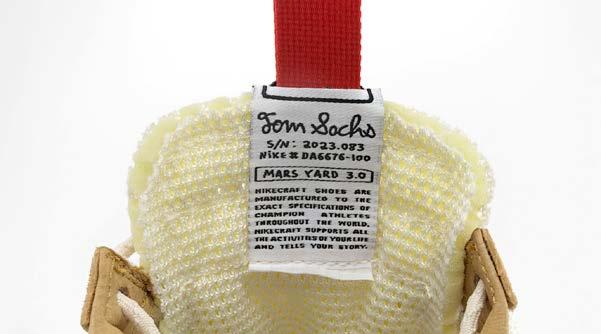 Tom Sachs
S/N: 2023.083
NIKE # DA6676-100
MARS YARD 3.0
NIKECRAFT SHOES ARE
MANUFACTURED TO THE
EXACT SPECIFICATIONS OF
CHAMPION ATHLETES
THROUGHOUT THE WORLD.
NIKECRAFT SUPPORTS ALL
THE ACTIVITIES OF YOUR LIFE
AND TELLS YOUR STORY.